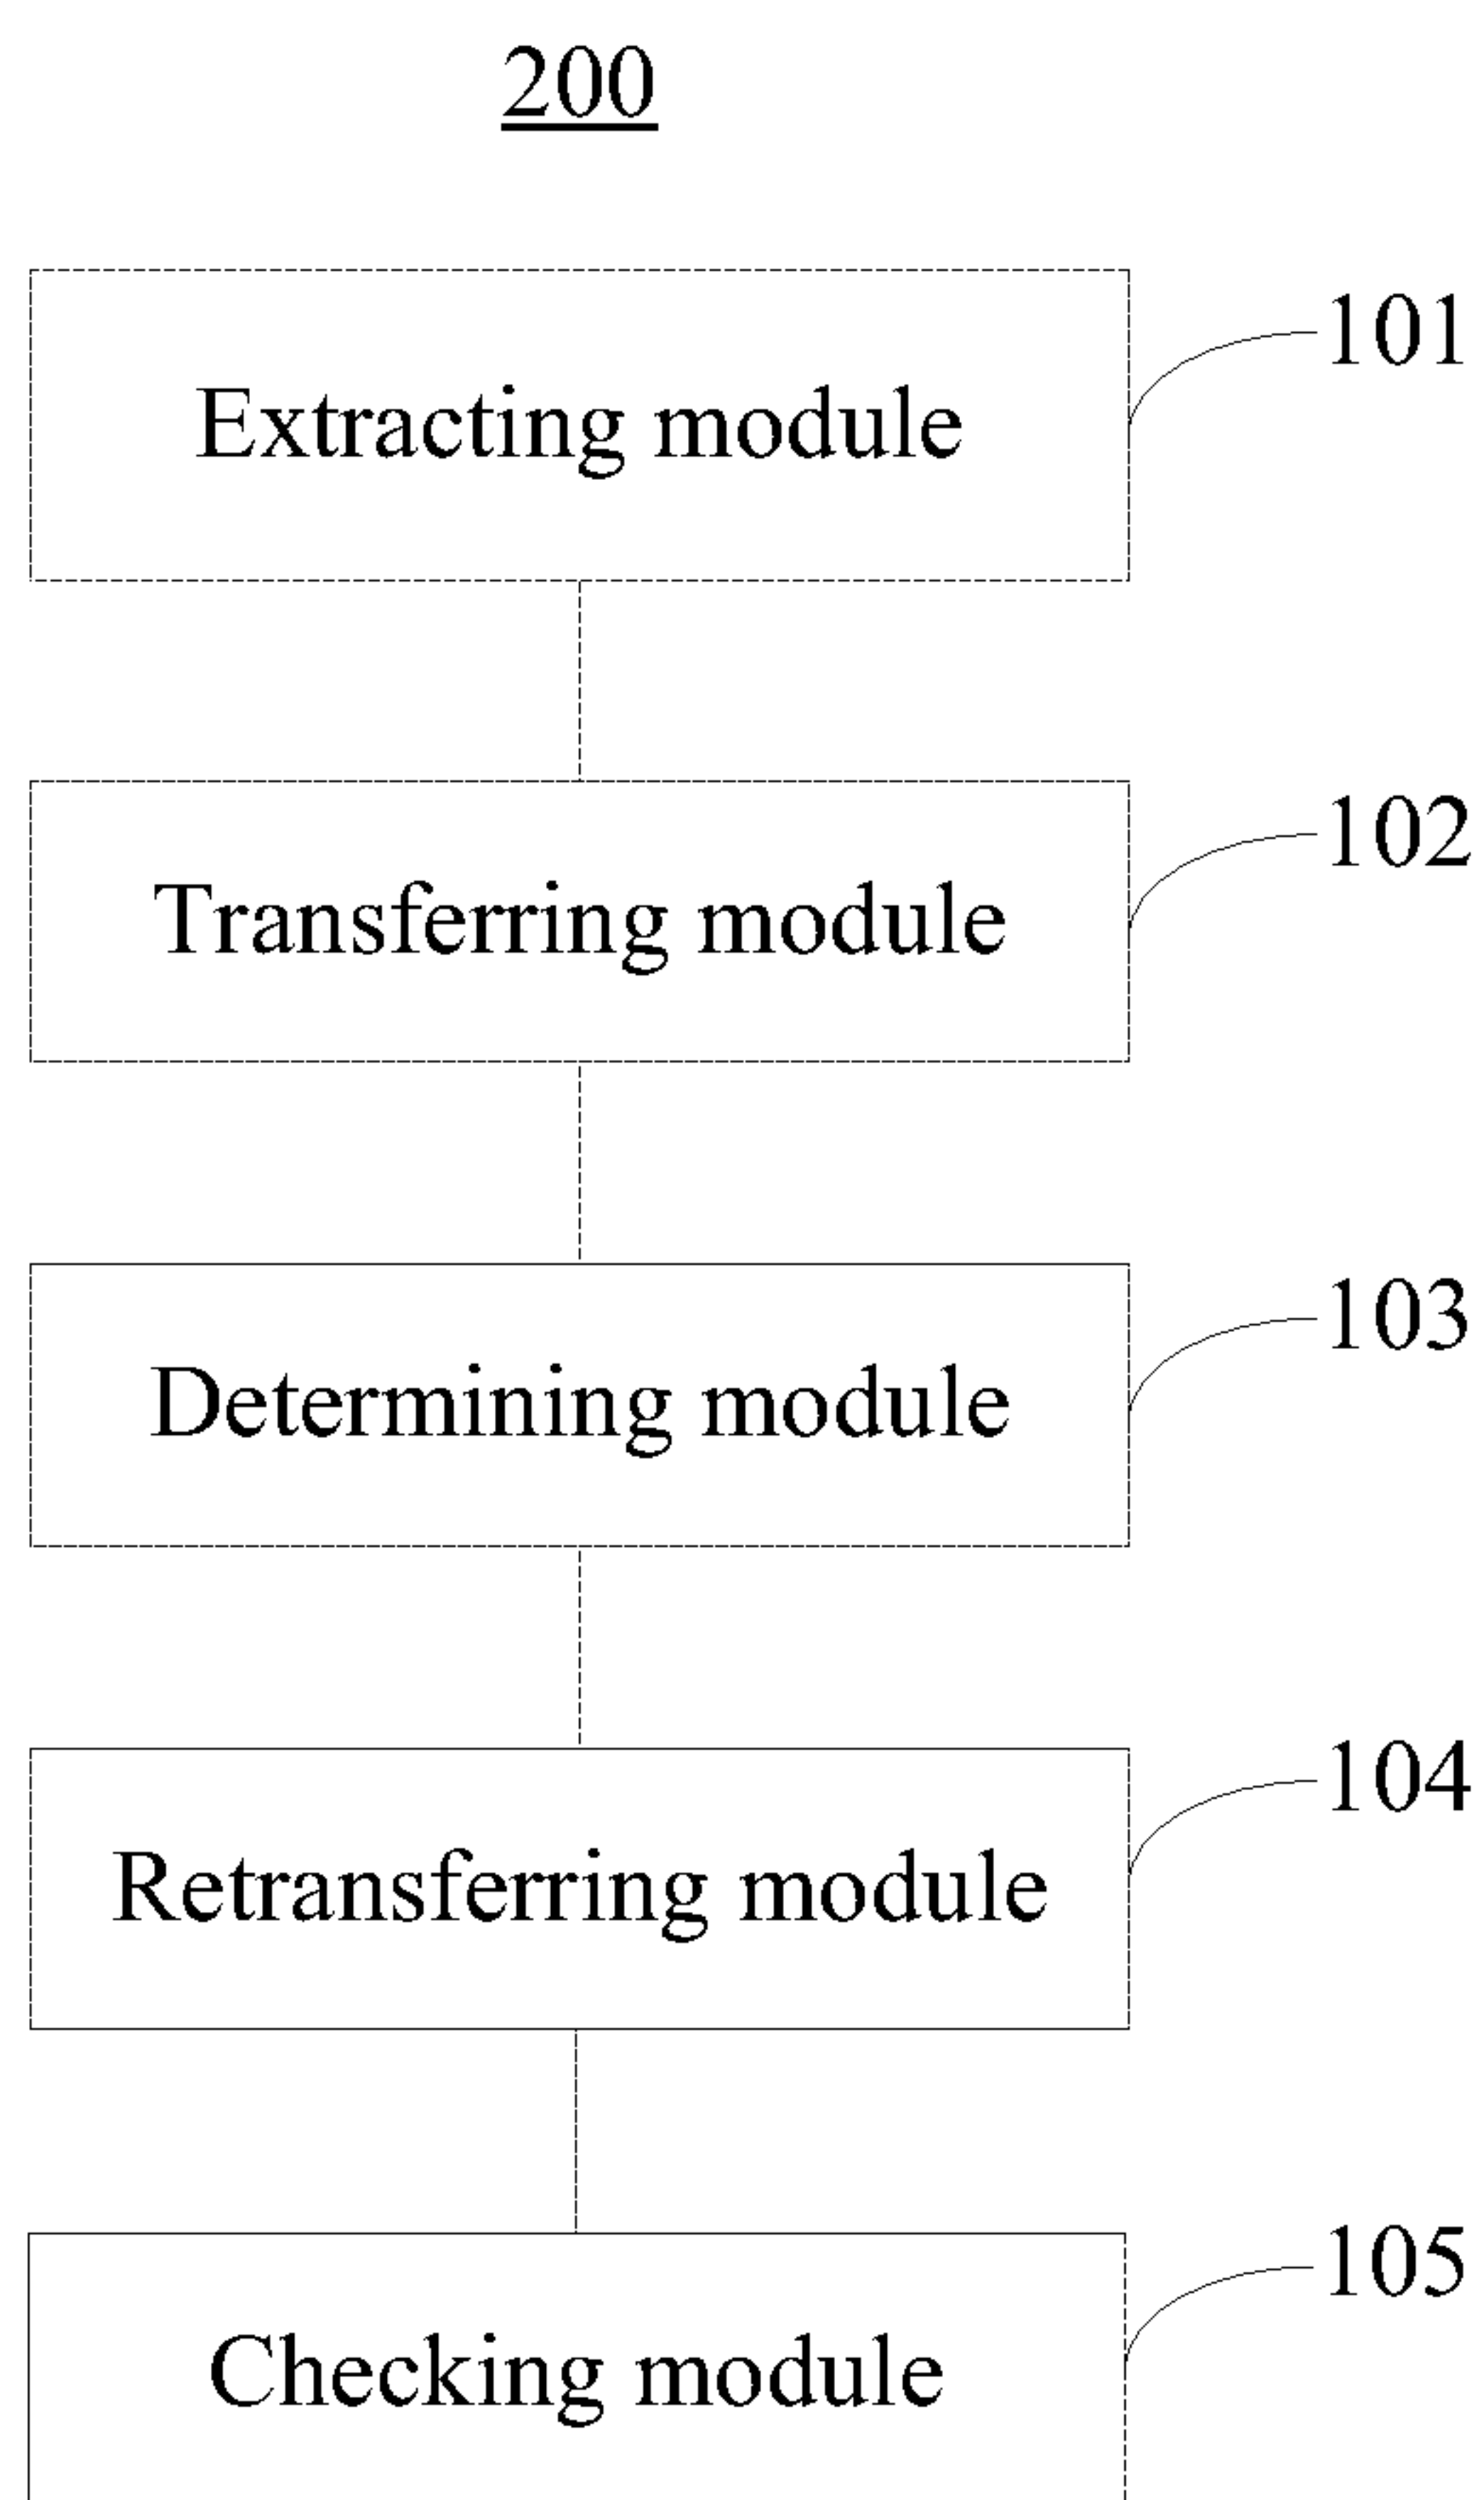 200
101
Extracting module
102
Transferring module
103
Determining module
104
Retransferring module
105
Checking module